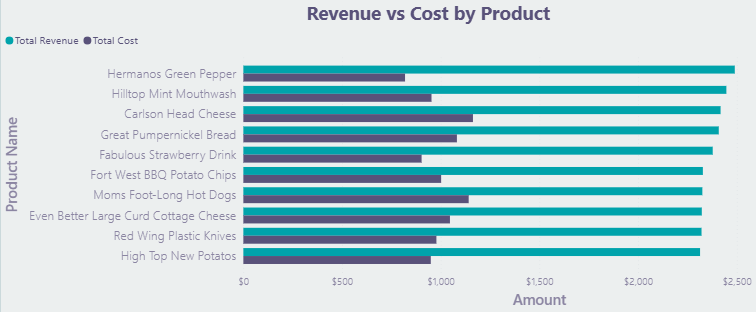 Revenue vs Cost by Product
Total Revenue Total Cost
Product Name
Hermanos Green Pepper
Hilltop Mint Mouthwash
Carlson Head Cheese
Great Pumpernickel Bread
Fabulous Strawberry Drink
Fort West BBQ Potato Chips
Moms Foot-Long Hot Dogs
Even Better Large Curd Cottage Cheese
Red Wing Plastic Knives
High Top New Potatos
$0 $500 $1,000 $1,500 $2,000 $2,500
Amount